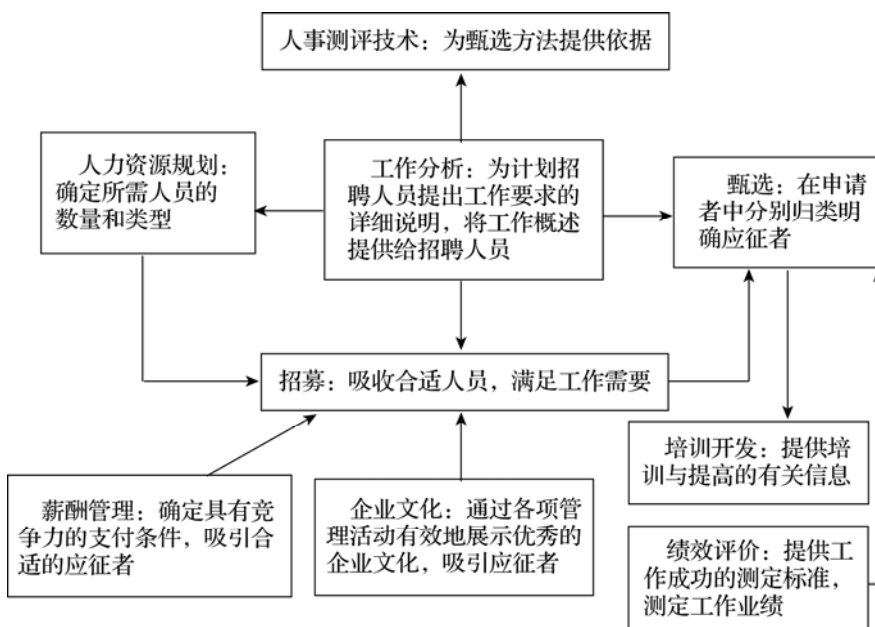 人事测评技术：为甄选方法提供依据
人力资源规划：
确定所需人员的
数量和类型
工作分析：为计划招
聘人员提出工作要求的
详细说明，将工作概述
提供给招聘人员
甄选：在申请
者中分别归类明
确应征者
招募：吸收合适人员，满足工作需要
培训开发：提供培
训与提高的有关信息
薪酬管理：确定具有竞
争力的支付条件，吸引合
适的应征者
企业文化：通过各项管
理活动有效地展示优秀的
企业文化，吸引应征者
绩效评价：提供工
作成功的测定标准，
测定工作业绩